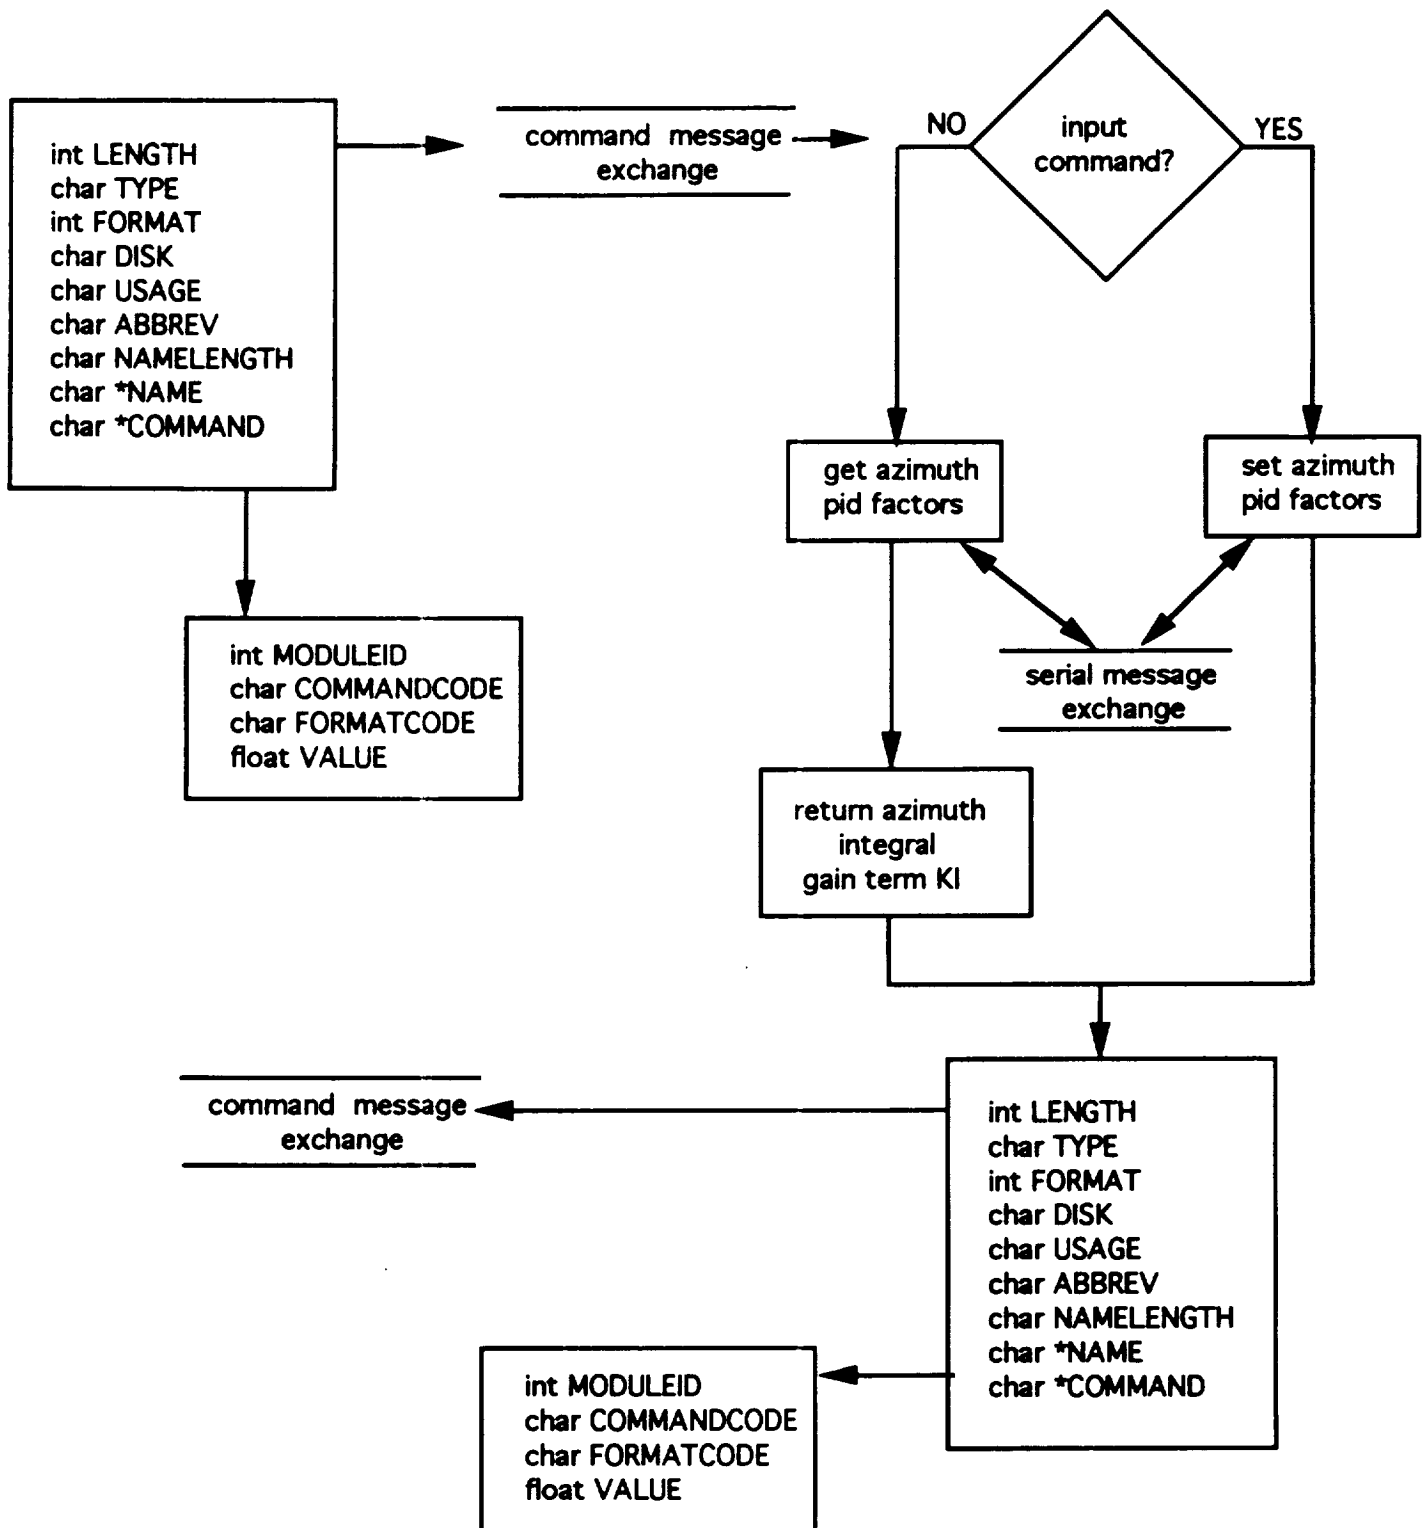 int LENGTH
char TYPE
int FORMAT
char DISK
char USAGE
char ABBREV
char NAMELENGTH
char *NAME
char *COMMAND
command message
exchange
NO
input
command?
YES
get azimuth
pid factors
set azimuth
pid factors
int MODULEID
char COMMANDCODE
char FORMATCODE
float VALUE
serial message
exchange
return azimuth
integral
gain term KI
command message
exchange
int LENGTH
char TYPE
int FORMAT
char DISK
char USAGE
char ABBREV
char NAMELENGTH
char *NAME
char *COMMAND
int MODULEID
char COMMANDCODE
char FORMATCODE
float VALUE